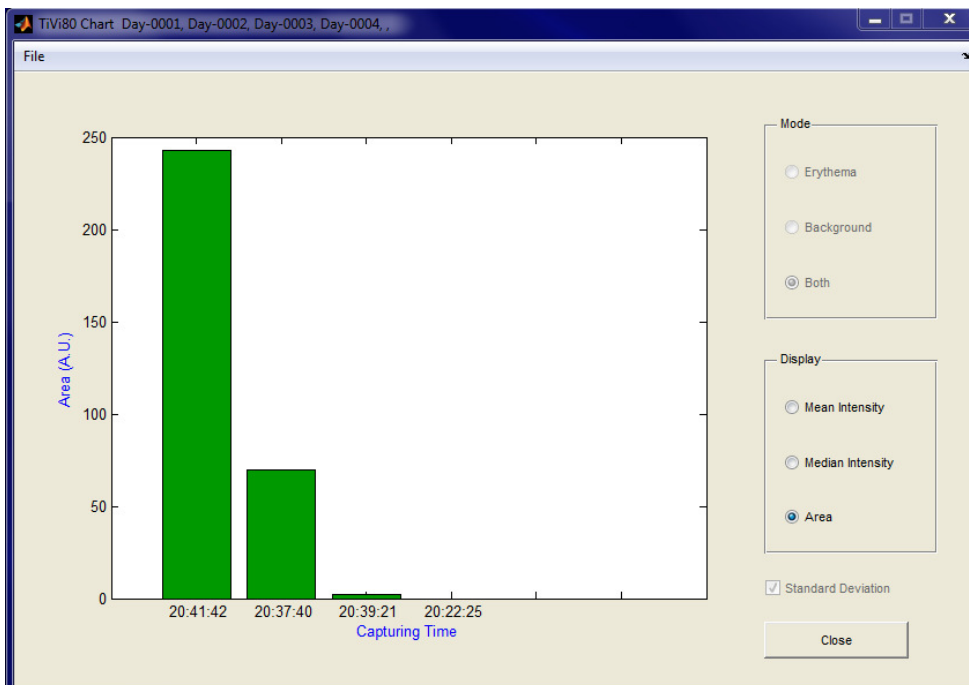 TiVi80 Chart Day-0001, Day-0002, Day-0003, Day-0004, ,
File
250
200
150
100
50
0
Area (A.U.)
20:41:42 20:37:40 20:39:21 20:22:25
Capturing Time
Mode
Erythema
Background
Both
Display
Mean Intensity
Median Intensity
Area
Standard Deviation
Close